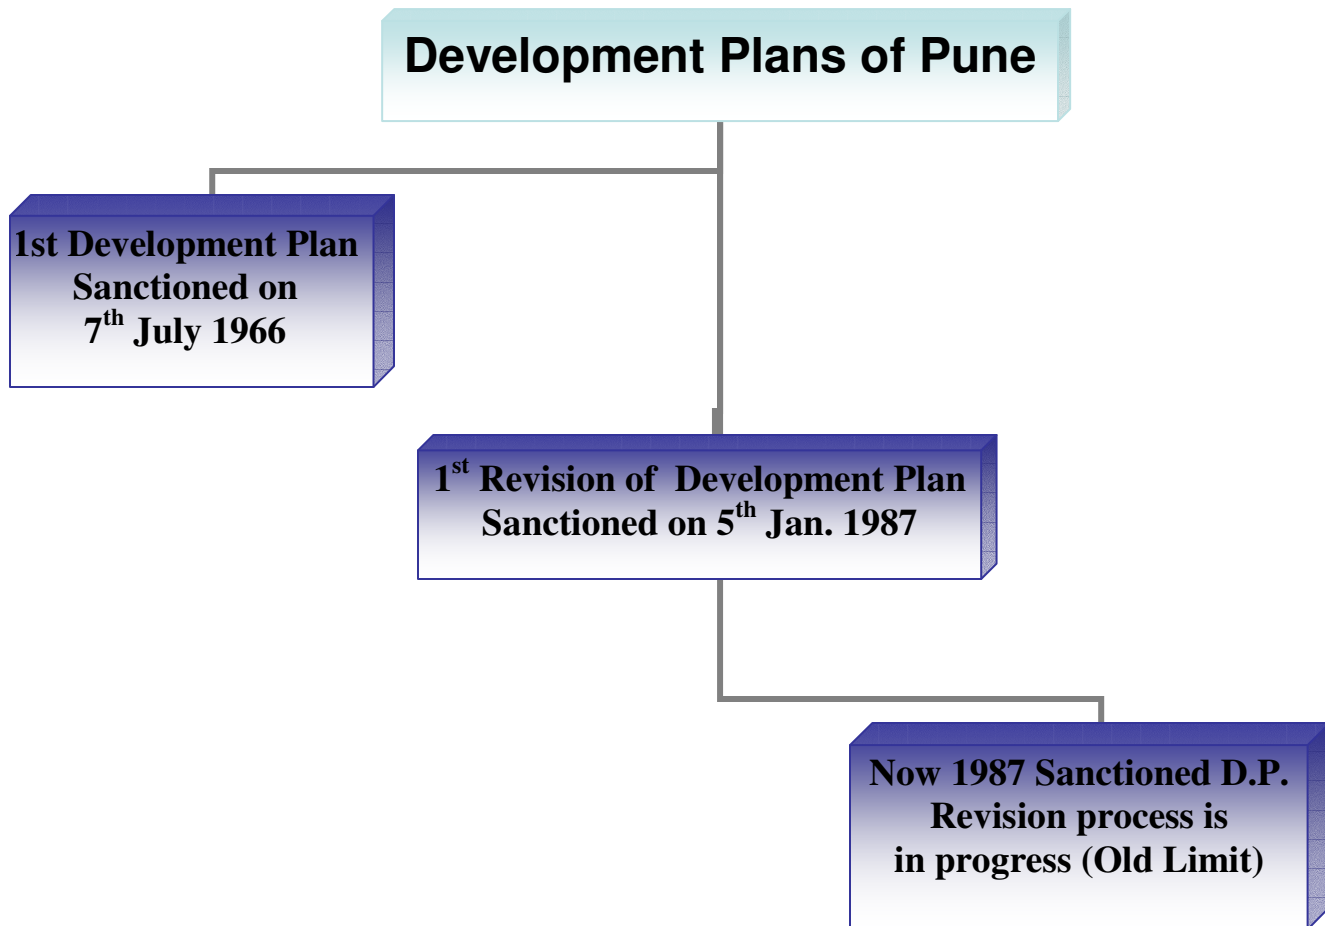 Development Plans of Pune
1st Development Plan
Sanctioned on
7th July 1966
1st Revision of Development Plan
Sanctioned on 5th Jan. 1987
Now 1987 Sanctioned D.P.
Revision process is
in progress (Old Limit)